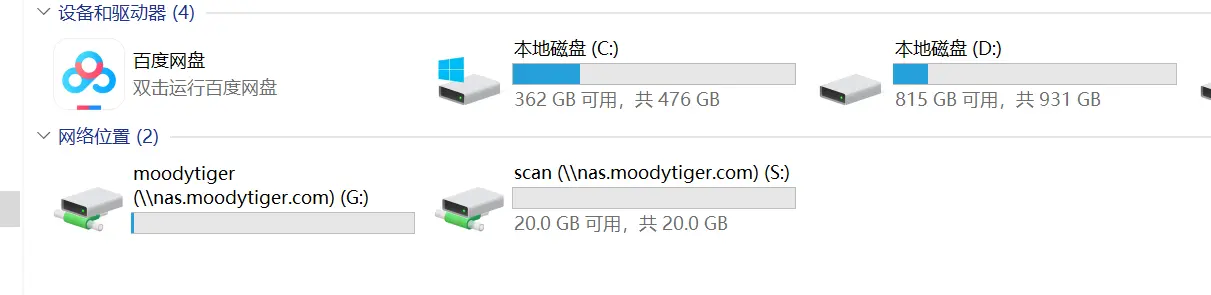 设备和驱动器 (4)
百度网盘
双击运行百度网盘
本地磁盘 (C:)
362 GB 可用，共 476 GB
本地磁盘 (D:)
815 GB 可用，共 931 GB
网络位置 (2)
moodytiger
(\\nas.moodytiger.com) (G:)
scan (\\nas.moodytiger.com) (S:)
20.0 GB 可用，共 20.0 GB